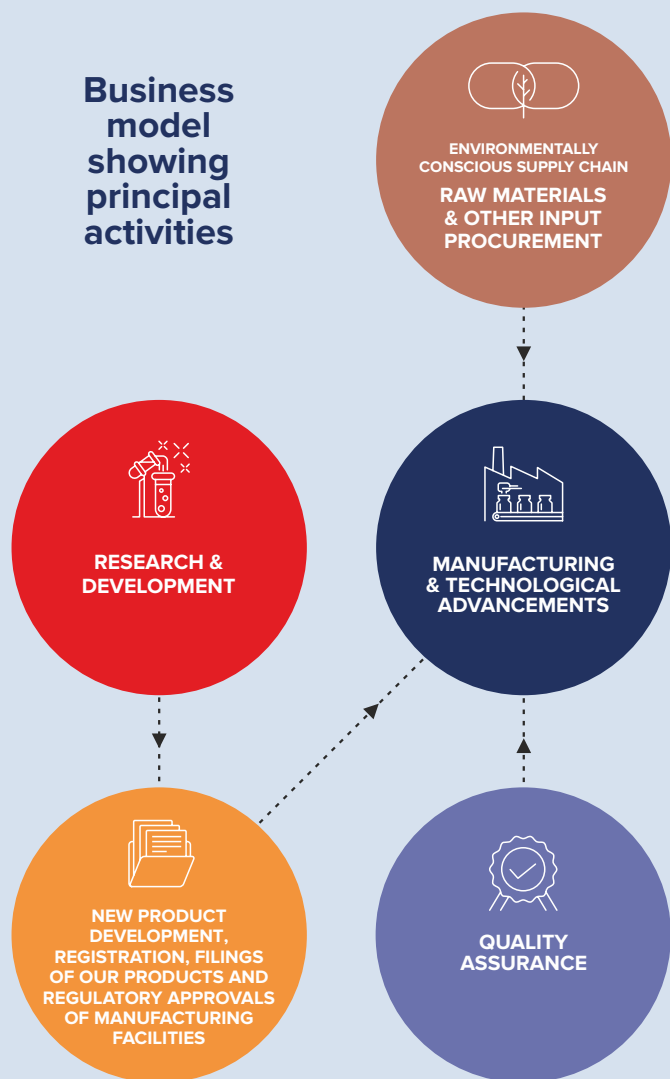 Business
model
showing
principal
activities
ENVIRONMENTALLY
CONSCIOUS SUPPLY CHAIN
RAW MATERIALS
& OTHER INPUT
PROCUREMENT
RESEARCH &
DEVELOPMENT
MANUFACTURING
& TECHNOLOGICAL
ADVANCEMENTS
NEW PRODUCT
DEVELOPMENT,
REGISTRATION, FILINGS
OF OUR PRODUCTS AND
REGULATORY APPROVALS
OF MANUFACTURING
FACILITIES
QUALITY
ASSURANCE